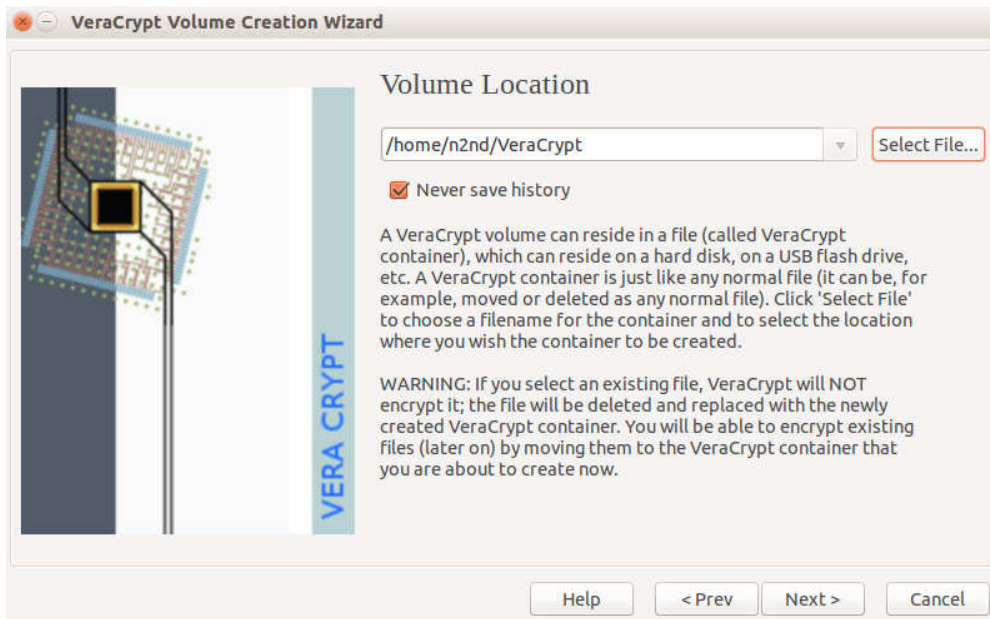 VeraCrypt Volume Creation Wizard
Volume Location
/home/n2nd/VeraCrypt
Select File...
Never save history
A VeraCrypt volume can reside in a file (called VeraCrypt
container), which can reside on a hard disk, on a USB flash drive,
etc. A VeraCrypt container is just like any normal file (it can be, for
example, moved or deleted as any normal file). Click 'Select File'
to choose a filename for the container and to select the location
where you wish the container to be created.
WARNING: If you select an existing file, VeraCrypt will NOT
encrypt it; the file will be deleted and replaced with the newly
created VeraCrypt container. You will be able to encrypt existing
files (later on) by moving them to the VeraCrypt container that
you are about to create now.
VERA CRYPT
Help
< Prev
Next >
Cancel